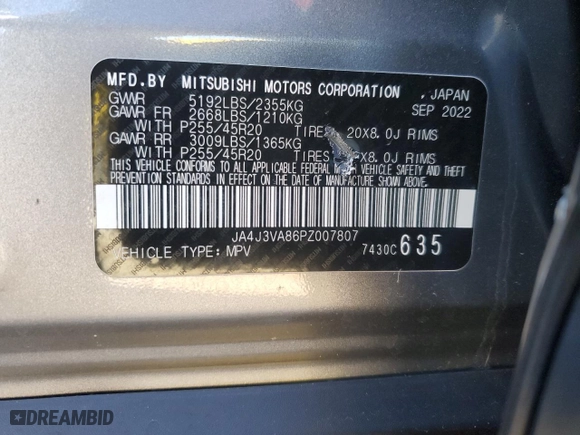 MFD.BY MITSUBISHI MOTORS CORPORATION , JAPAN
GVWR 5192LBS/2355KG SEP 2022
GAWR FR 2668LBS/1210KG
WITH P255/45R20 TIRES, 20X8.0J RIMS
GAWR RR 3009LBS/1365KG
WITH P255/45R20 TIRES X8.0J RIMS
THIS VEHICLE CONFORMS TO ALL APPLICABLE FEDERAL MOTOR VEHICLE SAFETY AND THEFT
PREVENTION STANDARDS IN EFFECT ON THE DATE OF MANUFACTURE SHOWN ABOVE.
JA4J3VA86PZ007807
VEHICLE TYPE: MPV 7430C 635
DREAMBID